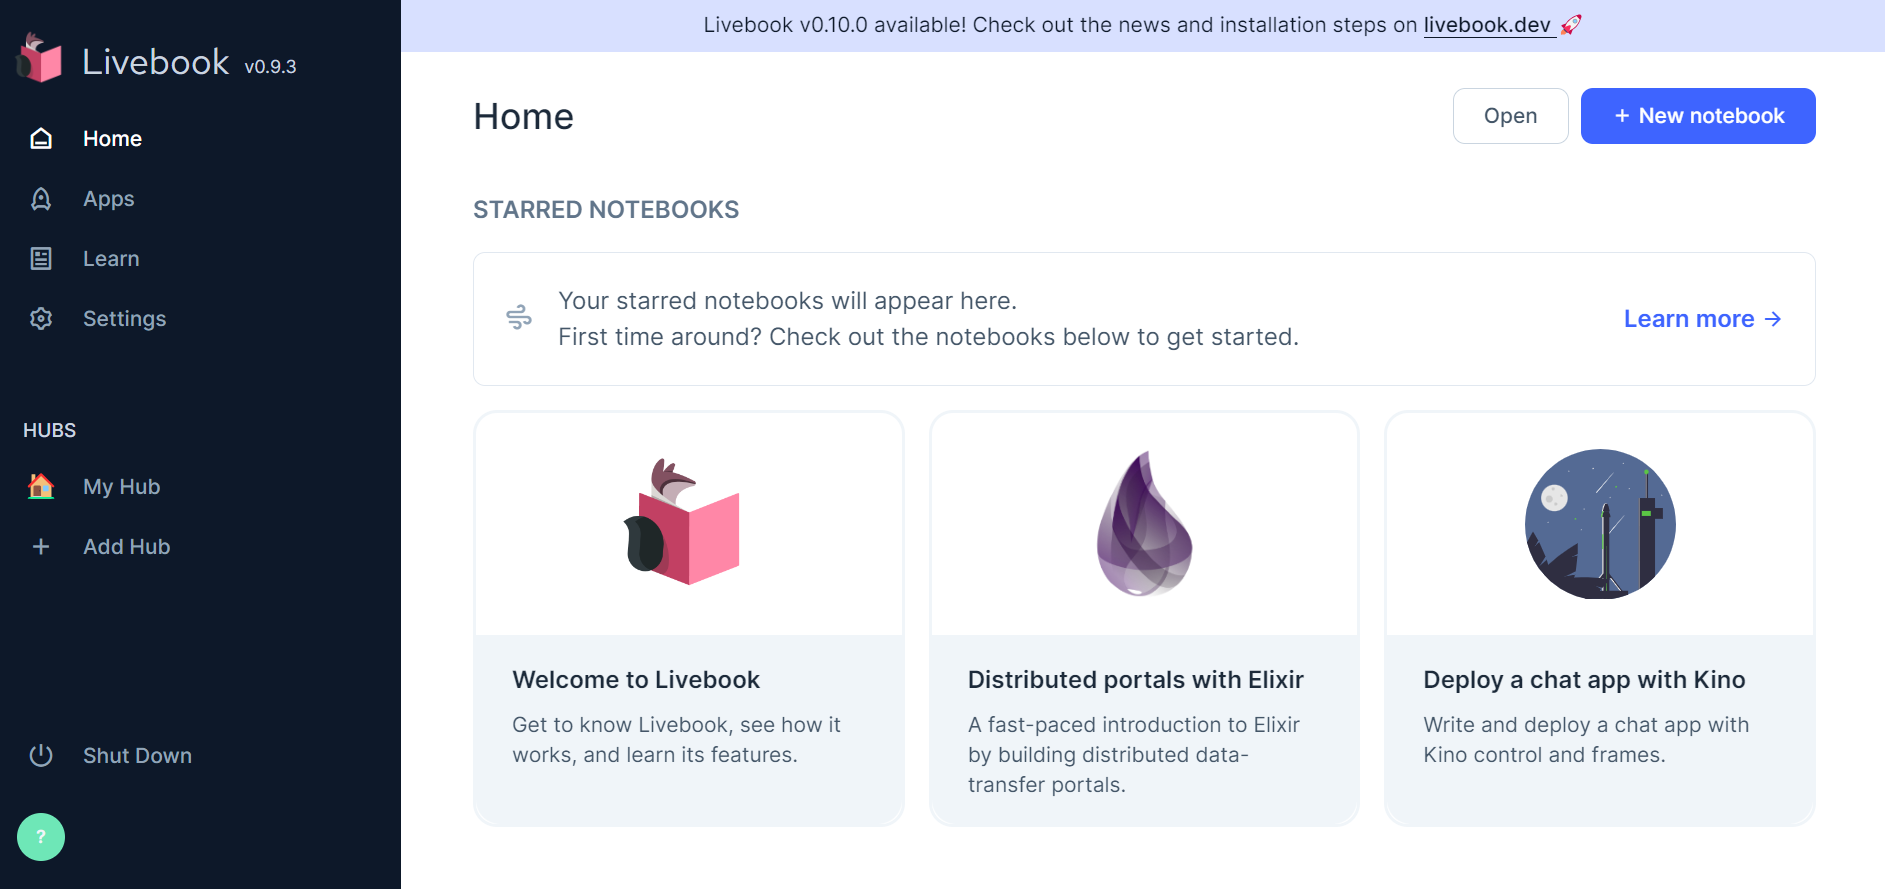 Livebook v0.9.3
Home
Apps
Learn
Settings
HUBS
My Hub
+ Add Hub
Shut Down
?
Livebook v0.10.0 available! Check out the news and installation steps on livebook.dev 🚀
Home
Open
+ New notebook
STARRED NOTEBOOKS
Your starred notebooks will appear here.
First time around? Check out the notebooks below to get started.
Learn more →
Welcome to Livebook
Get to know Livebook, see how it
works, and learn its features.
Distributed portals with Elixir
A fast-paced introduction to Elixir
by building distributed data-
transfer portals.
Deploy a chat app with Kino
Write and deploy a chat app with
Kino control and frames.